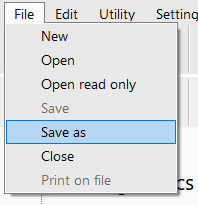 File Edit Utility Setting
New
Open
Open read only
Save
Save as
Close
Print on file